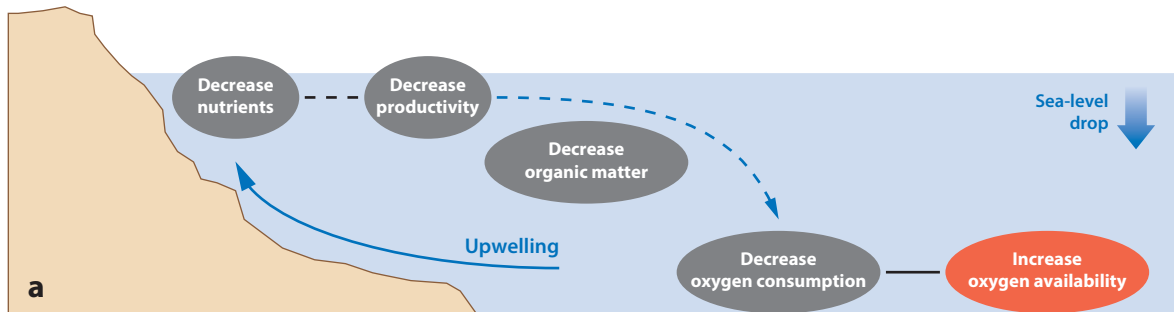 Decrease
nutrients
Decrease
productivity
Sea-level
drop
Decrease
organic matter
Upwelling
Decrease
oxygen consumption
Increase
oxygen availability
a